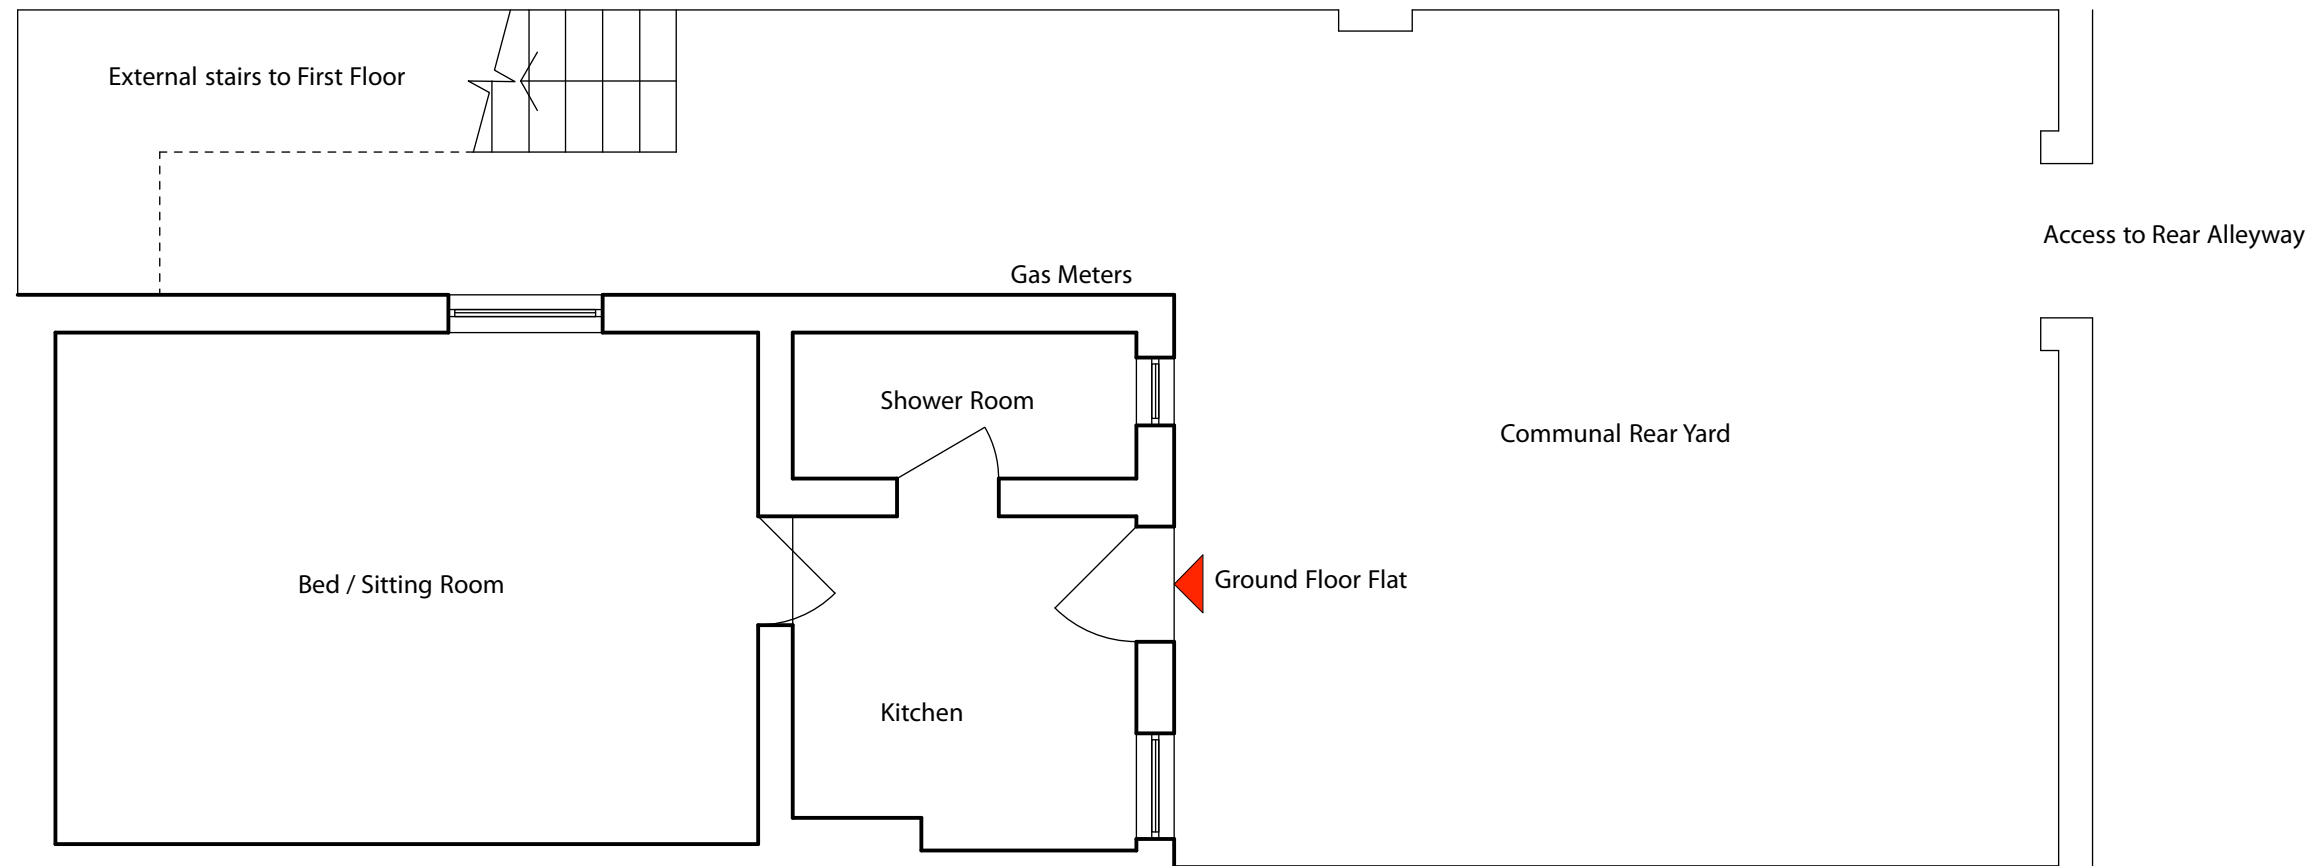 External stairs to First Floor
Access to Rear Alleyway
Gas Meters
Shower Room
Communal Rear Yard
Bed / Sitting Room
Ground Floor Flat
Kitchen